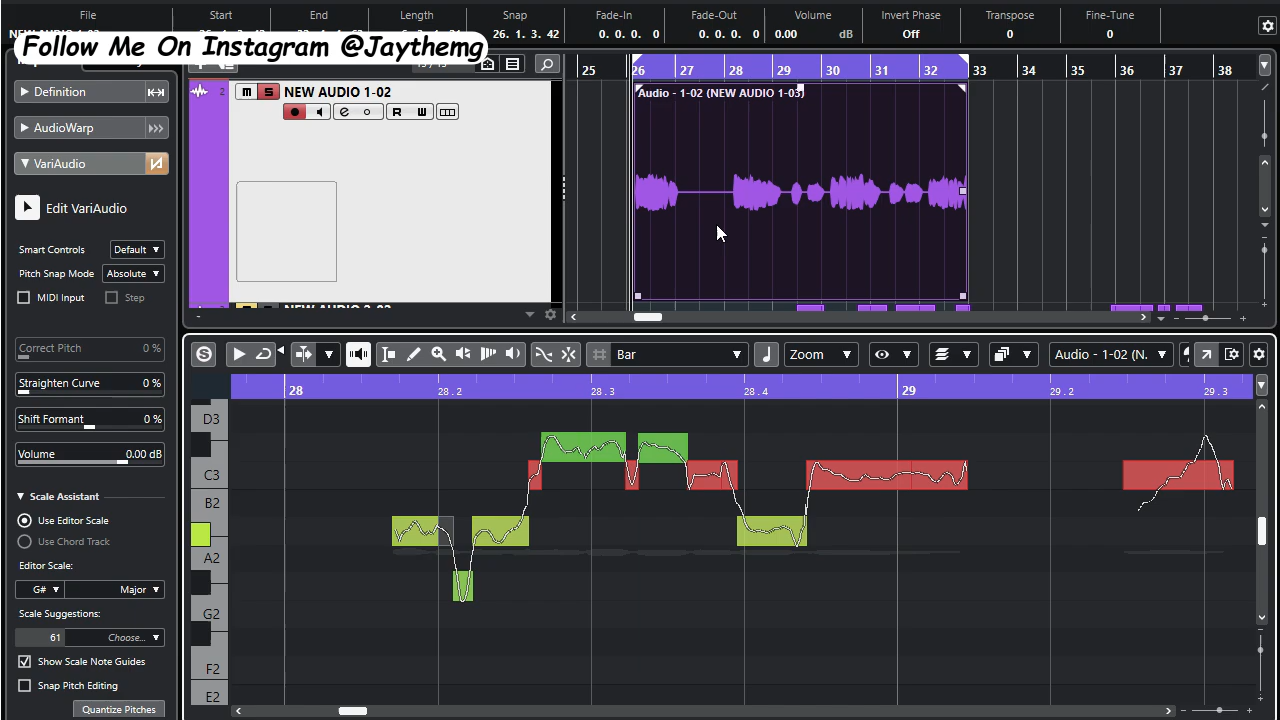 File Start End Length Snap Fade-In Fade-Out Volume Invert Phase Transpose Fine-Tune
26. 1. 3. 42 0. 0. 0. 0 0. 0. 0. 0 0.00 dB Off 0 0
Follow Me On Instagram @Jaythemg
25 26 27 28 29 30 31 32 33 34 35 36 37 38
Definition
2 M S NEW AUDIO 1-02
Audio - 1-02 (NEW AUDIO 1-03)
R W
AudioWarp
VariAudio
Edit VariAudio
Smart Controls Default
Pitch Snap Mode Absolute
MIDI Input Step
Correct Pitch 0 %
Straighten Curve 0 %
Shift Formant 0 %
Volume 0.00 dB
Scale Assistant
Use Editor Scale
Use Chord Track
Editor Scale:
G# Major
Scale Suggestions:
61 Choose...
Show Scale Note Guides
Snap Pitch Editing
Quantize Pitches
Bar Zoom Audio - 1-02 (N.
28 28.2 28.3 28.4 29 29.2 29.3
D3
C3
B2
A2
G2
F2
E2